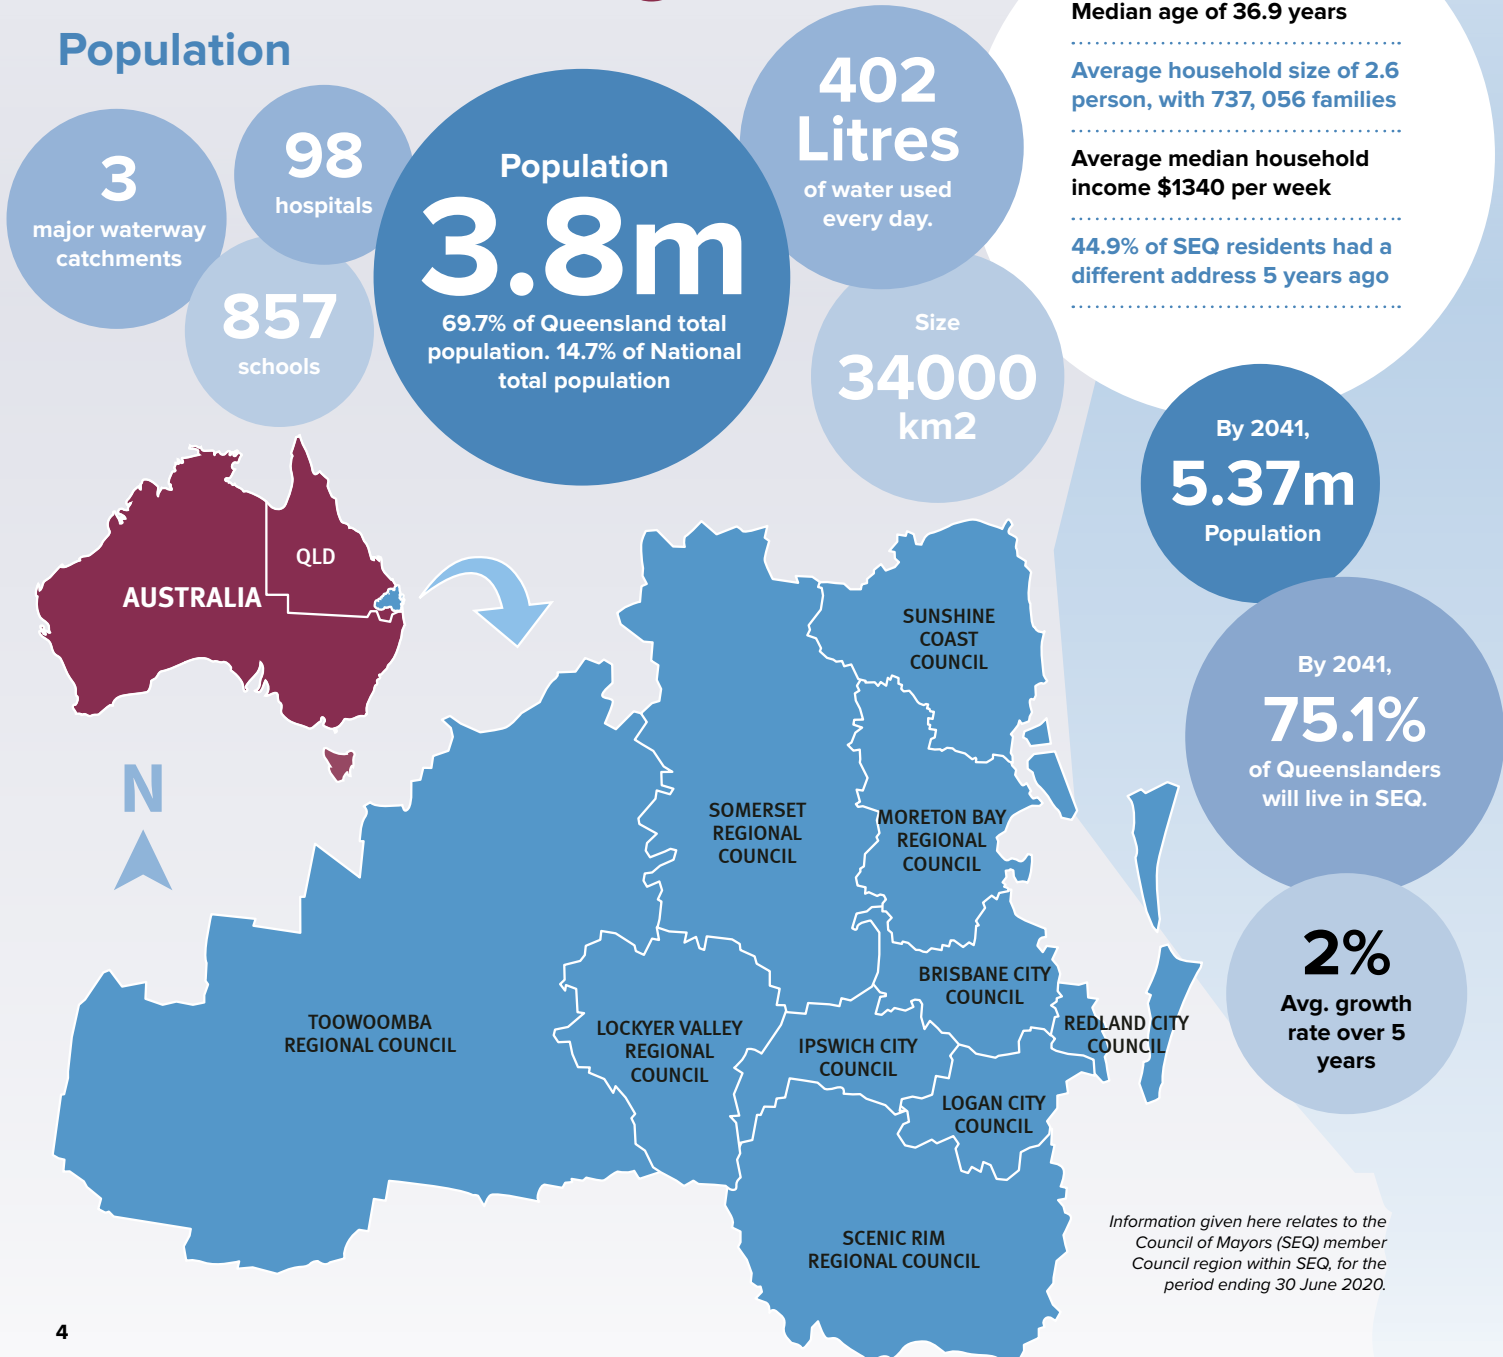 Population
3
major waterway
catchments
98
hospitals
857
schools
Population
3.8m
69.7% of Queensland total
population. 14.7% of National
total population
402
Litres
of water used
every day.
Size
34000
km2
Median age of 36.9 years
Average household size of 2.6
person, with 737, 056 families
Average median household
income $1340 per week
44.9% of SEQ residents had a
different address 5 years ago
By 2041,
5.37m
Population
By 2041,
75.1%
of Queenslanders
will live in SEQ.
2%
Avg. growth
rate over 5
years
AUSTRALIA
QLD
N
SUNSHINE
COAST
COUNCIL
SOMERSET
REGIONAL
COUNCIL
MORETON BAY
REGIONAL
COUNCIL
BRISBANE CITY
COUNCIL
REDLAND CITY
COUNCIL
TOOWOOMBA
REGIONAL COUNCIL
LOCKYER VALLEY
REGIONAL
COUNCIL
IPSWICH CITY
COUNCIL
LOGAN CITY
COUNCIL
SCENIC RIM
REGIONAL COUNCIL
Information given here relates to the
Council of Mayors (SEQ) member
Council region within SEQ, for the
period ending 30 June 2020.
4